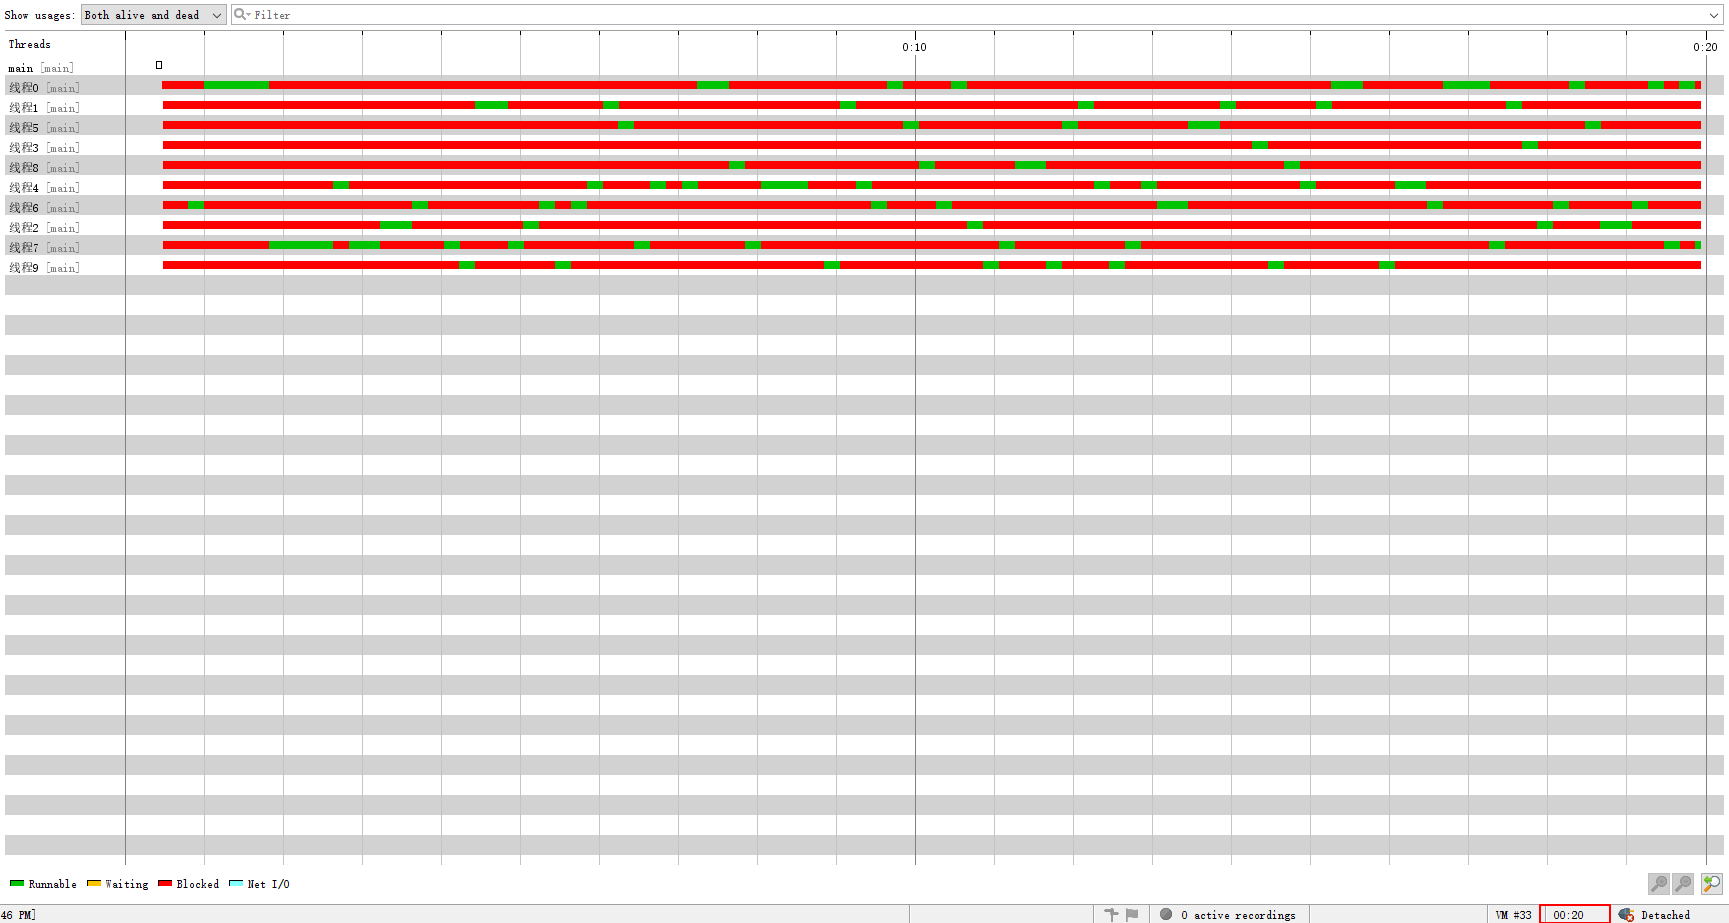 Show usages: Both alive and dead Filter
Threads 0:10 0:20
main [main]
线程0 [main]
线程1 [main]
线程5 [main]
线程3 [main]
线程8 [main]
线程4 [main]
线程6 [main]
线程2 [main]
线程7 [main]
线程9 [main]
Runnable Waiting Blocked Net I/O
46 PM] 0 active recordings VM #33 00:20 Detached